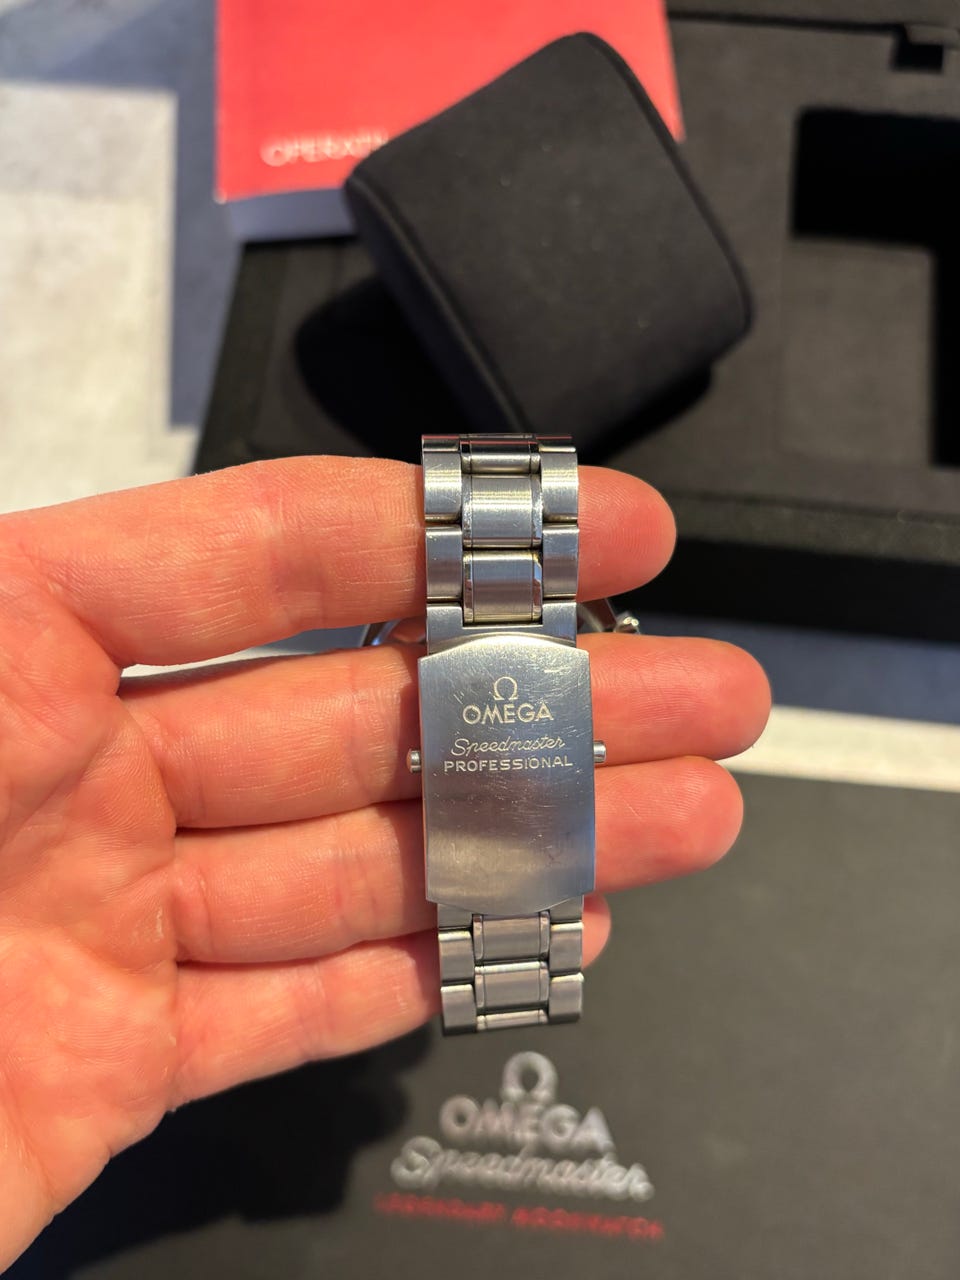 Ω
OMEGA
Speedmaster
PROFESSIONAL
Ω
OMEGA
Speedmaster